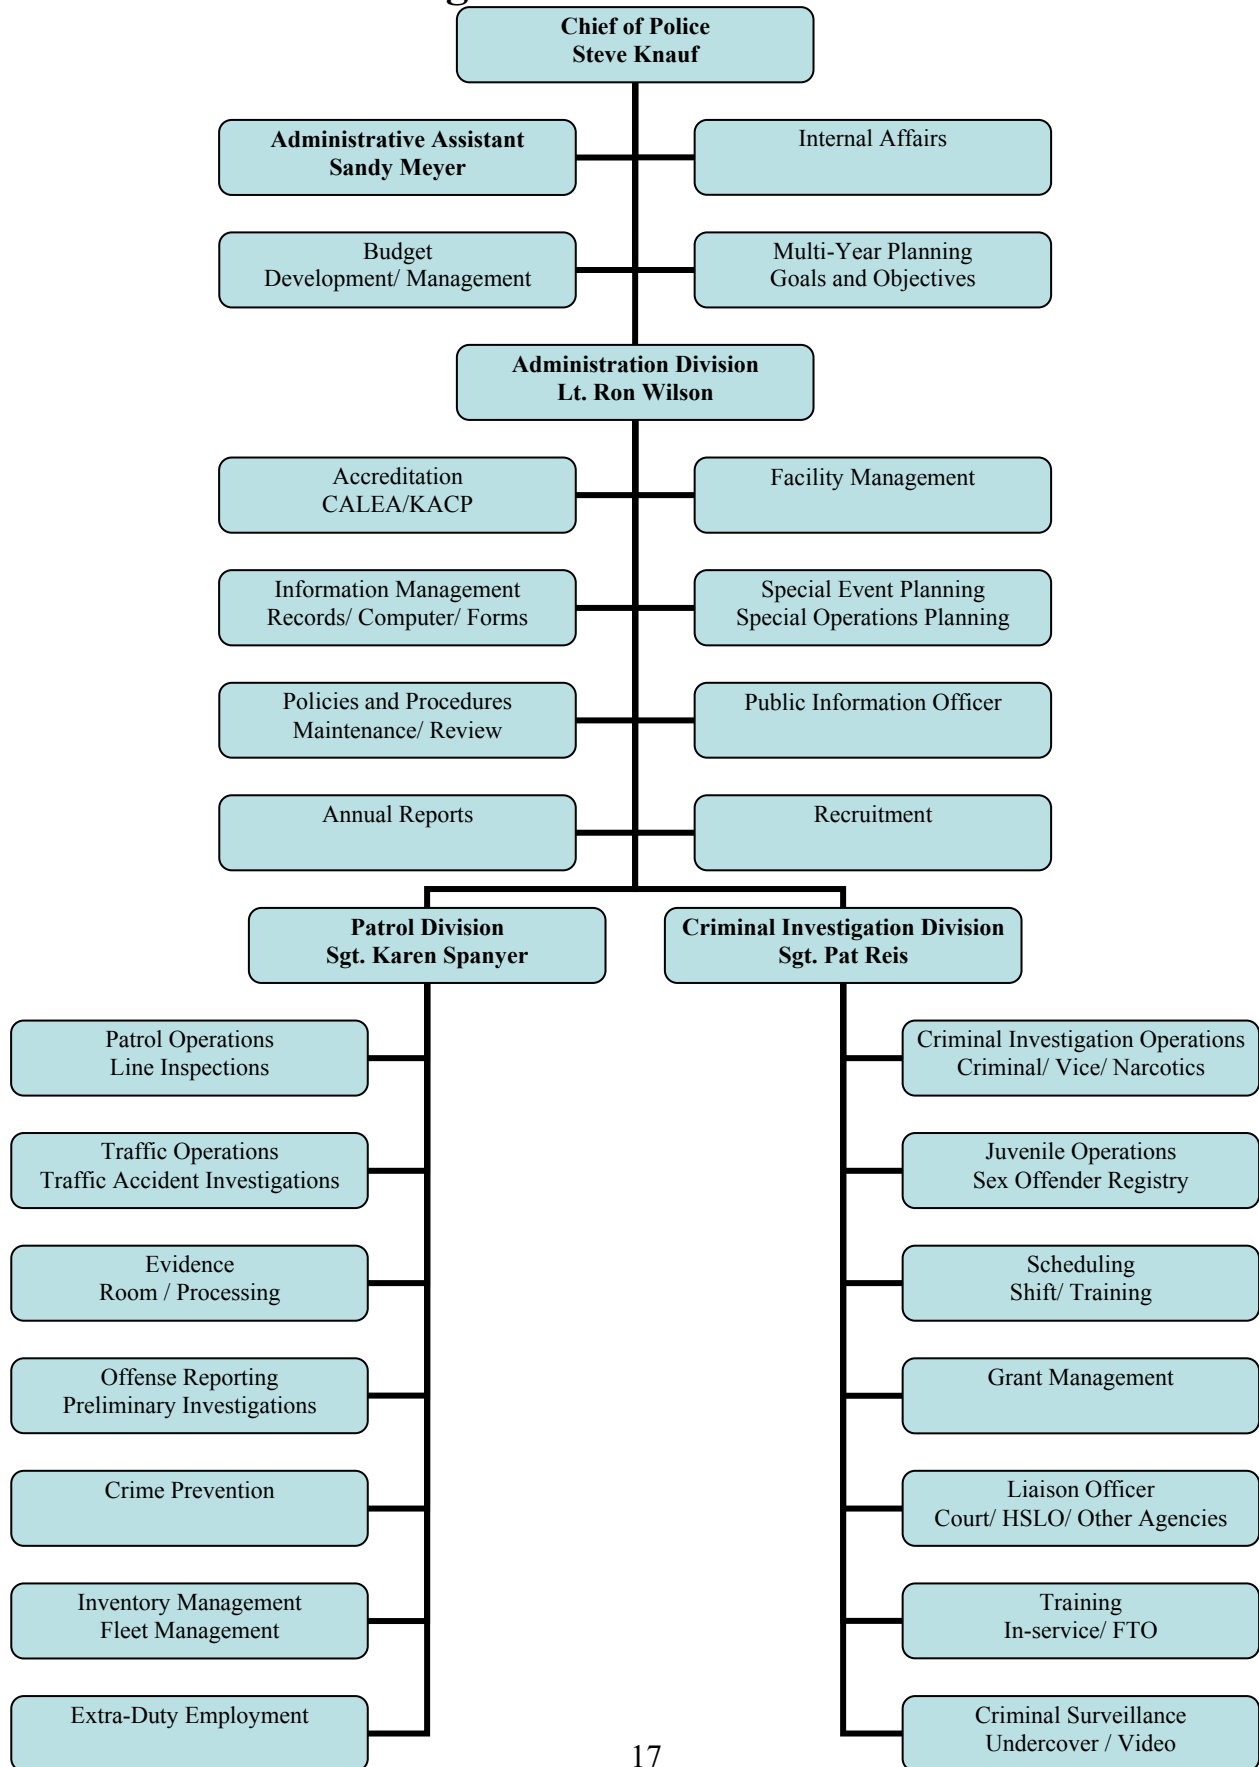 Chief of Police
Steve Knauf
Administrative Assistant
Sandy Meyer
Internal Affairs
Budget
Development/ Management
Multi-Year Planning
Goals and Objectives
Administration Division
Lt. Ron Wilson
Accreditation
CALEA/KACP
Facility Management
Information Management
Records/ Computer/ Forms
Special Event Planning
Special Operations Planning
Policies and Procedures
Maintenance/ Review
Public Information Officer
Annual Reports
Recruitment
Patrol Division
Sgt. Karen Spanyer
Criminal Investigation Division
Sgt. Pat Reis
Patrol Operations
Line Inspections
Criminal Investigation Operations
Criminal/ Vice/ Narcotics
Traffic Operations
Traffic Accident Investigations
Juvenile Operations
Sex Offender Registry
Evidence
Room / Processing
Scheduling
Shift/ Training
Offense Reporting
Preliminary Investigations
Grant Management
Crime Prevention
Liaison Officer
Court/ HSLO/ Other Agencies
Inventory Management
Fleet Management
Training
In-service/ FTO
Extra-Duty Employment
Criminal Surveillance
Undercover / Video
17